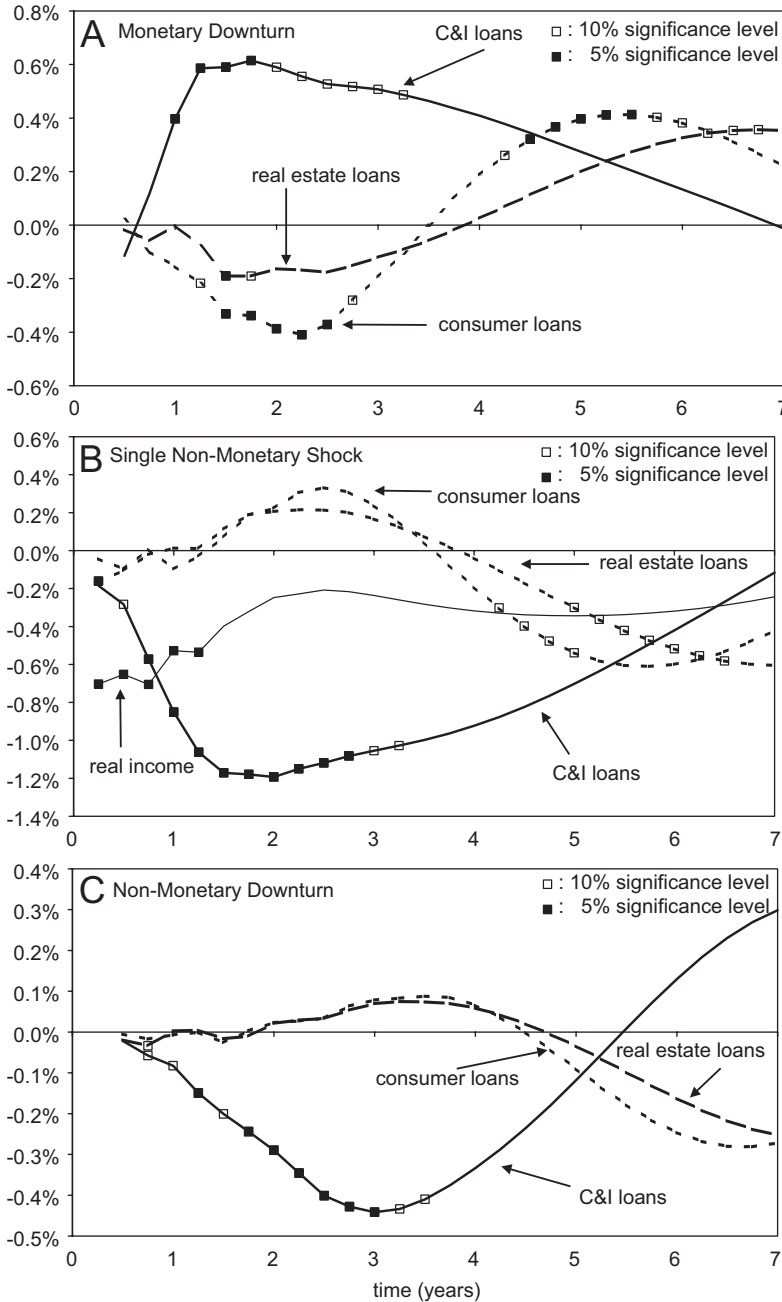 A Monetary Downturn
C&I loans
□ : 10% significance level
■ : 5% significance level
real estate loans
consumer loans
0.8%
0.6%
0.4%
0.2%
0.0%
-0.2%
-0.4%
-0.6%
0 1 2 3 4 5 6 7
B Single Non-Monetary Shock
□ : 10% significance level
■ : 5% significance level
consumer loans
real estate loans
real income
C&I loans
0.6%
0.4%
0.2%
0.0%
-0.2%
-0.4%
-0.6%
-0.8%
-1.0%
-1.2%
-1.4%
0 1 2 3 4 5 6 7
C Non-Monetary Downturn
□ : 10% significance level
■ : 5% significance level
consumer loans
real estate loans
C&I loans
0.4%
0.3%
0.2%
0.1%
0.0%
-0.1%
-0.2%
-0.3%
-0.4%
-0.5%
0 1 2 3 4 5 6 7
time (years)